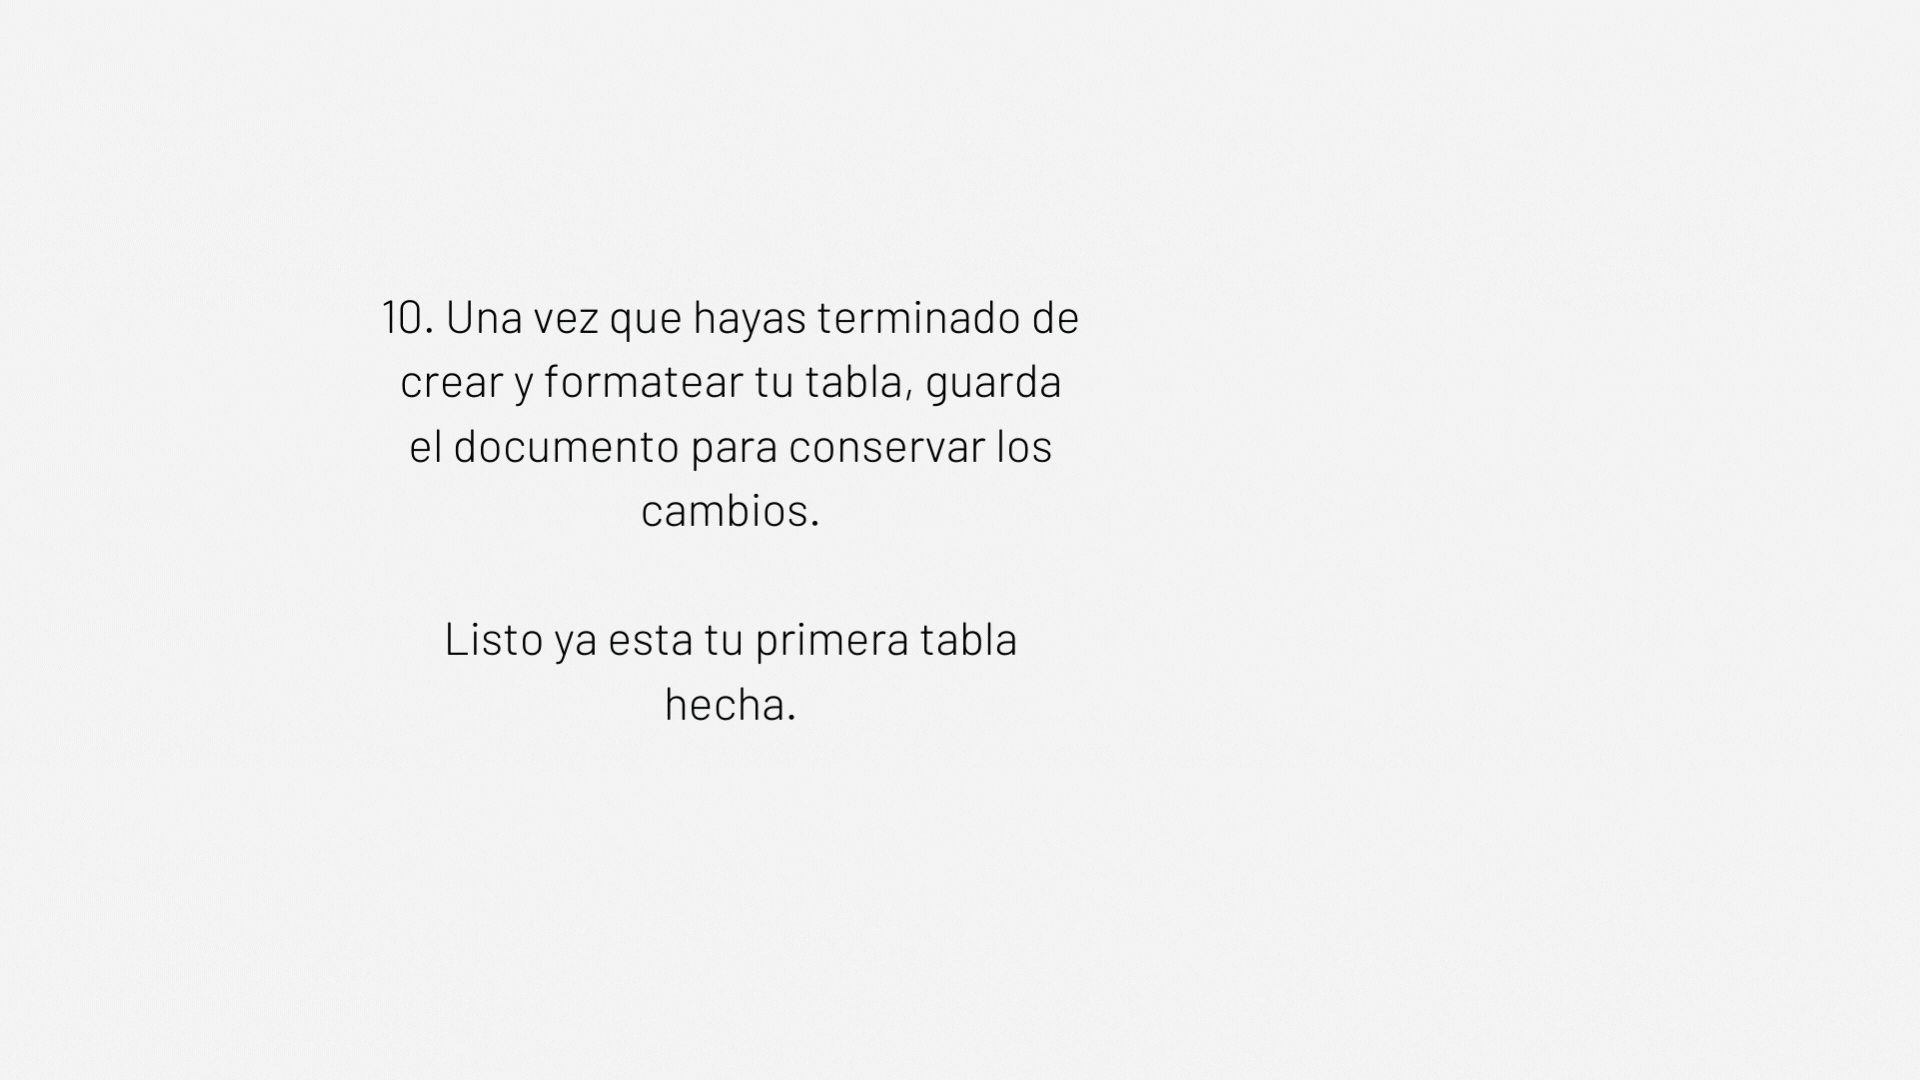 10. Una vez que hayas terminado de
crear y formatear tu tabla, guarda
el documento para conservar los
cambios.
Listo ya esta tu primera tabla
hecha.